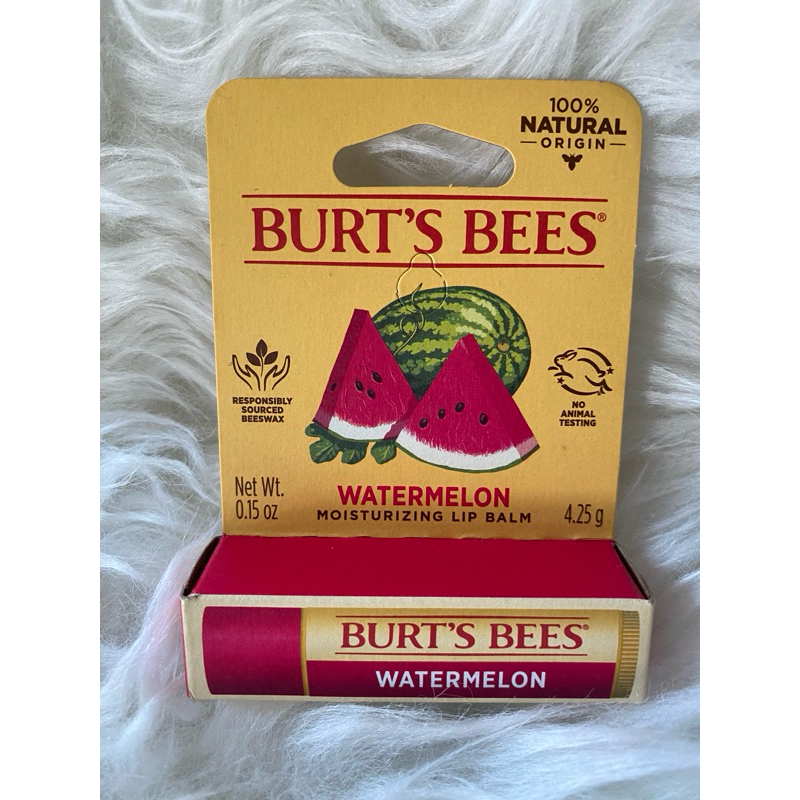 100%
NATURAL
ORIGIN
BURT'S BEES®
RESPONSIBLY
SOURCED
BEESWAX
NO
ANIMAL
TESTING
Net Wt.
0.15 oz
WATERMELON
MOISTURIZING LIP BALM
4.25 g
BURT'S BEES®
WATERMELON